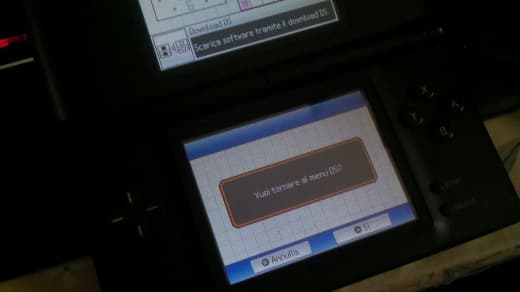 Download DS
Scarica software tramite il download DS
Vuoi tornare al menu DS?
B Annulla
A Sì
X
Y
A
B